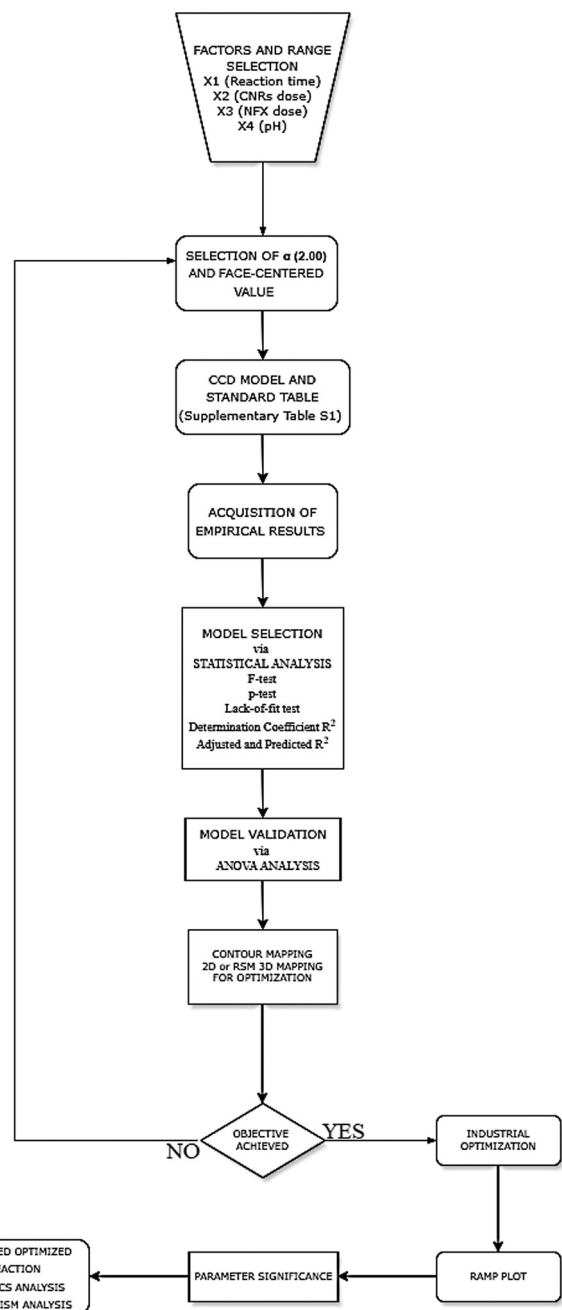 FACTORS AND RANGE
SELECTION
X1 (Reaction time)
X2 (CNRs dose)
X3 (NFX dose)
X4 (pH)
SELECTION OF α (2.00)
AND FACE-CENTERED
VALUE
CCD MODEL AND
STANDARD TABLE
(Supplementary Table S1)
ACQUISITION OF
EMPIRICAL RESULTS
MODEL SELECTION
via
STATISTICAL ANALYSIS
F-test
p-test
Lack-of-fit test
Determination Coefficient R²
Adjusted and Predicted R²
MODEL VALIDATION
via
ANOVA ANALYSIS
CONTOUR MAPPING
2D or RSM 3D MAPPING
FOR OPTIMIZATION
OBJECTIVE
ACHIEVED
NO
YES
INDUSTRIAL
OPTIMIZATION
RAMP PLOT
PARAMETER SIGNIFICANCE
OPTIMIZED
ANALYSIS
ANALYSIS